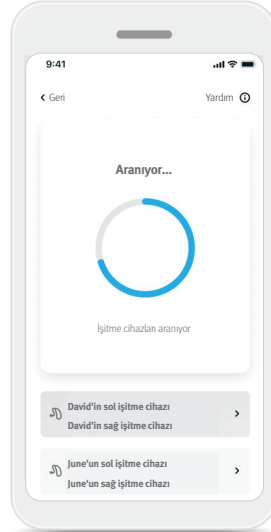 9:41
Geri
Yardım
Aranıyor...
İşitme cihazları aranıyor
David'in sol işitme cihazı
David'in sağ işitme cihazı
June'un sol işitme cihazı
June'un sağ işitme cihazı